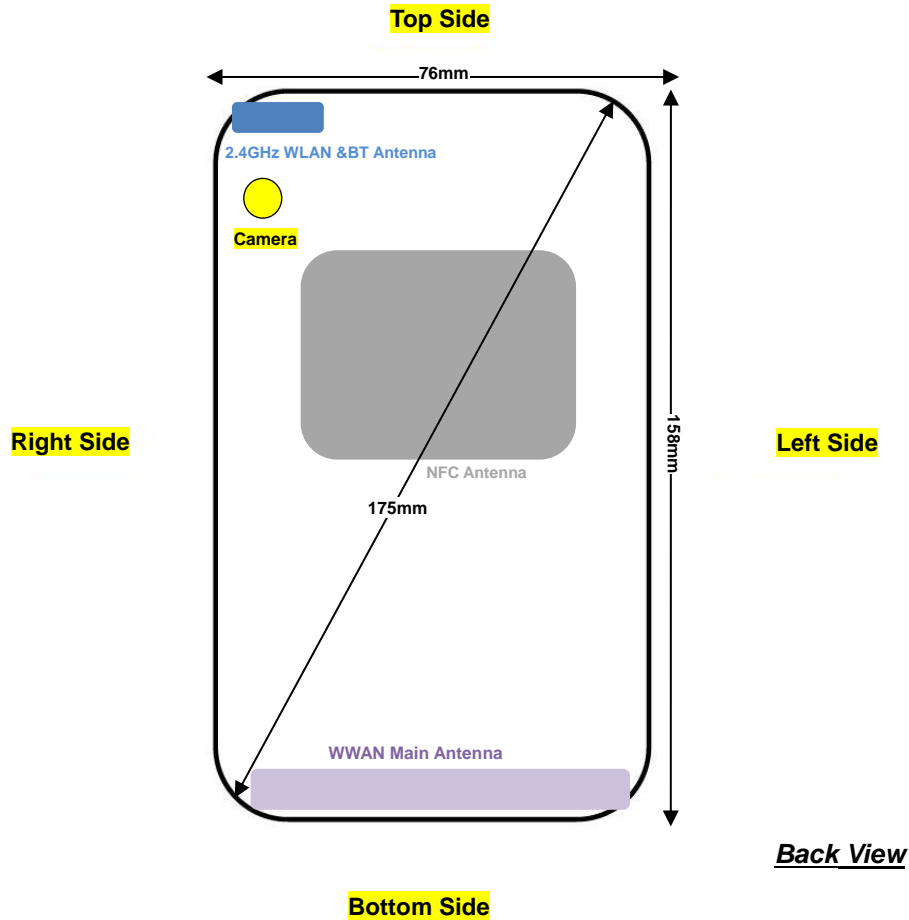 Top Side
76mm
2.4GHz WLAN &BT Antenna
Camera
Right Side
158mm
Left Side
NFC Antenna
175mm
WWAN Main Antenna
Back View
Bottom Side